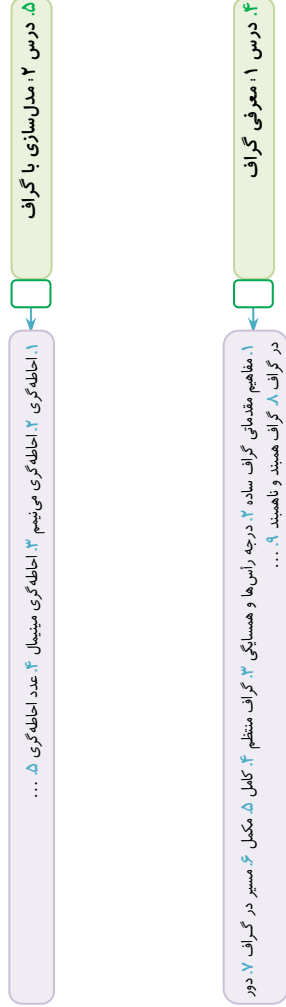 ۴. درس ۱: معرفی گراف
۱. مفاهیم مقدماتی گراف ساده ۲. درجه رأس‌ها و همسایگی ۳. گراف منتظم ۴. کامل ۵. مکمل ۶. مسیر در گراف ۷. دور
در گراف ۸. گراف همبند و ناهمبند ۹. ...
۵. درس ۲: مدل‌سازی با گراف
۱. احاطه‌گری ۲. احاطه‌گری می‌نیمم ۳. احاطه‌گری مینیمال ۴. عدد احاطه‌گری ۵. ...